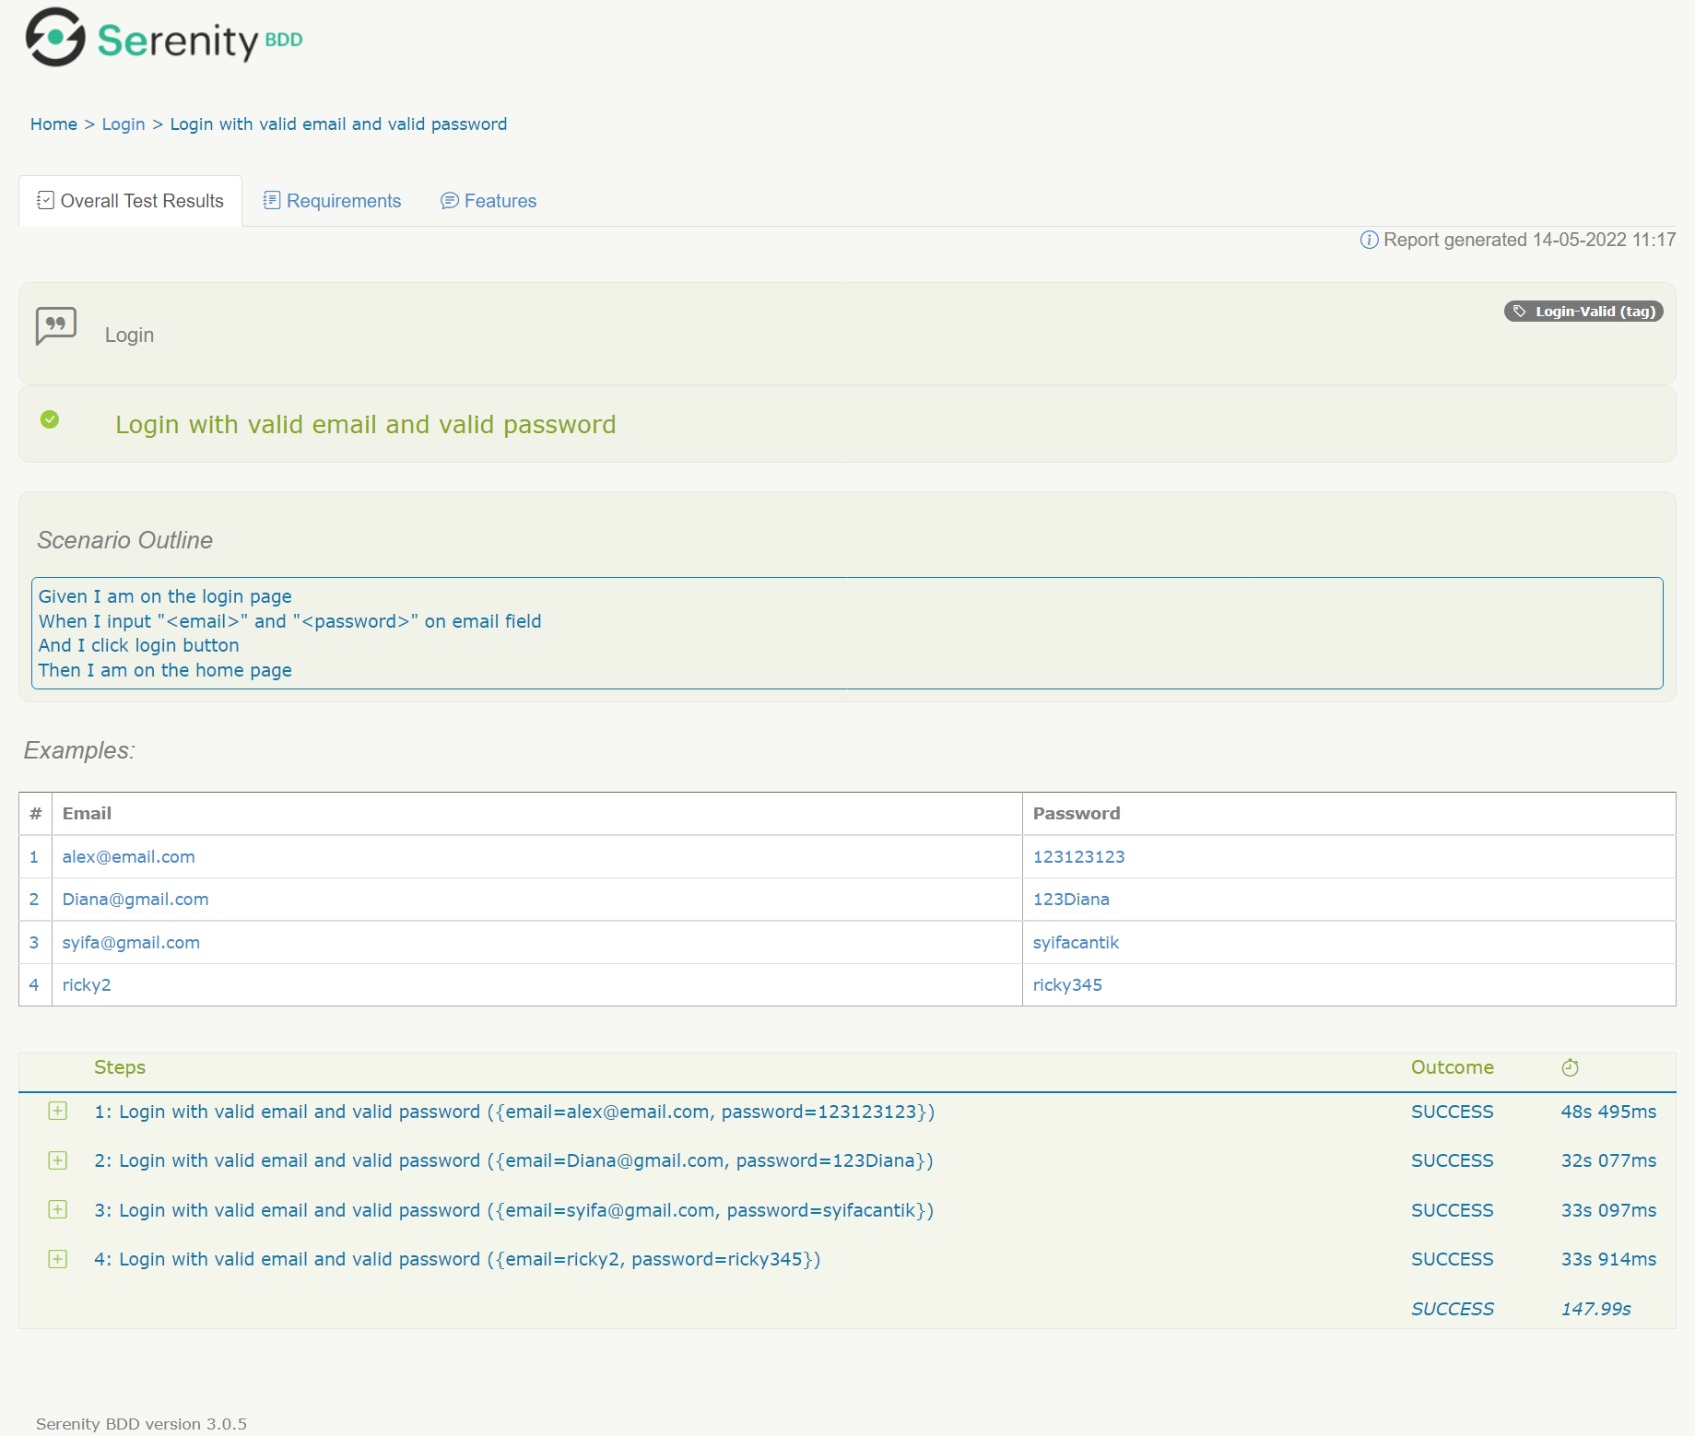 Serenity BDD
Home > Login > Login with valid email and valid password
Overall Test Results Requirements Features
Report generated 14-05-2022 11:17
Login-Valid (tag)
Login
Login with valid email and valid password
Scenario Outline
Given I am on the login page
When I input "<email>" and "<password>" on email field
And I click login button
Then I am on the home page
Examples:
# Email Password
1 alex@email.com 123123123
2 Diana@gmail.com 123Diana
3 syifa@gmail.com syifacantik
4 ricky2 ricky345
Steps Outcome
1: Login with valid email and valid password ({email=alex@email.com, password=123123123}) SUCCESS 48s 495ms
2: Login with valid email and valid password ({email=Diana@gmail.com, password=123Diana}) SUCCESS 32s 077ms
3: Login with valid email and valid password ({email=syifa@gmail.com, password=syifacantik}) SUCCESS 33s 097ms
4: Login with valid email and valid password ({email=ricky2, password=ricky345}) SUCCESS 33s 914ms
SUCCESS 147.99s
Serenity BDD version 3.0.5